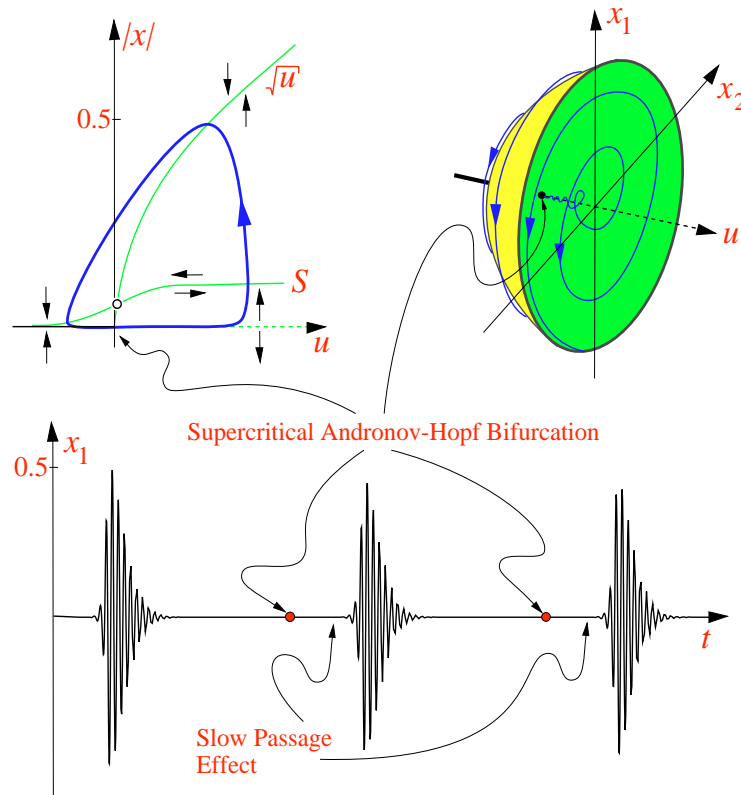 |x|
√u
0.5
S
u
x₁
x₂
u
Supercritical Andronov-Hopf Bifurcation
x₁
0.5
t
Slow Passage
Effect